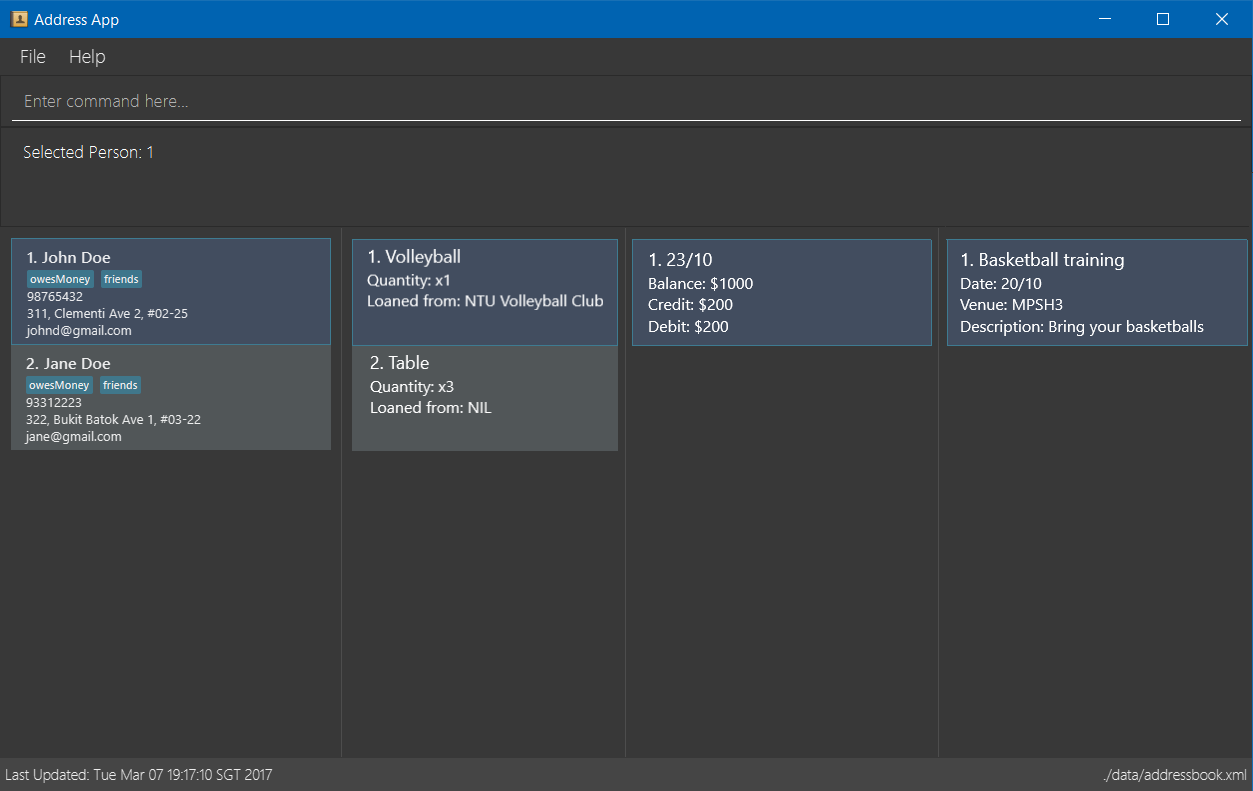 Address App
File Help
Enter command here...
Selected Person: 1
1. John Doe
owesMoney friends
98765432
311, Clementi Ave 2, #02-25
johnd@gmail.com
2. Jane Doe
owesMoney friends
93312223
322, Bukit Batok Ave 1, #03-22
jane@gmail.com
1. Volleyball
Quantity: x1
Loaned from: NTU Volleyball Club
2. Table
Quantity: x3
Loaned from: NIL
1. 23/10
Balance: $1000
Credit: $200
Debit: $200
1. Basketball training
Date: 20/10
Venue: MPSH3
Description: Bring your basketballs
Last Updated: Tue Mar 07 19:17:10 SGT 2017
./data/addressbook.xml